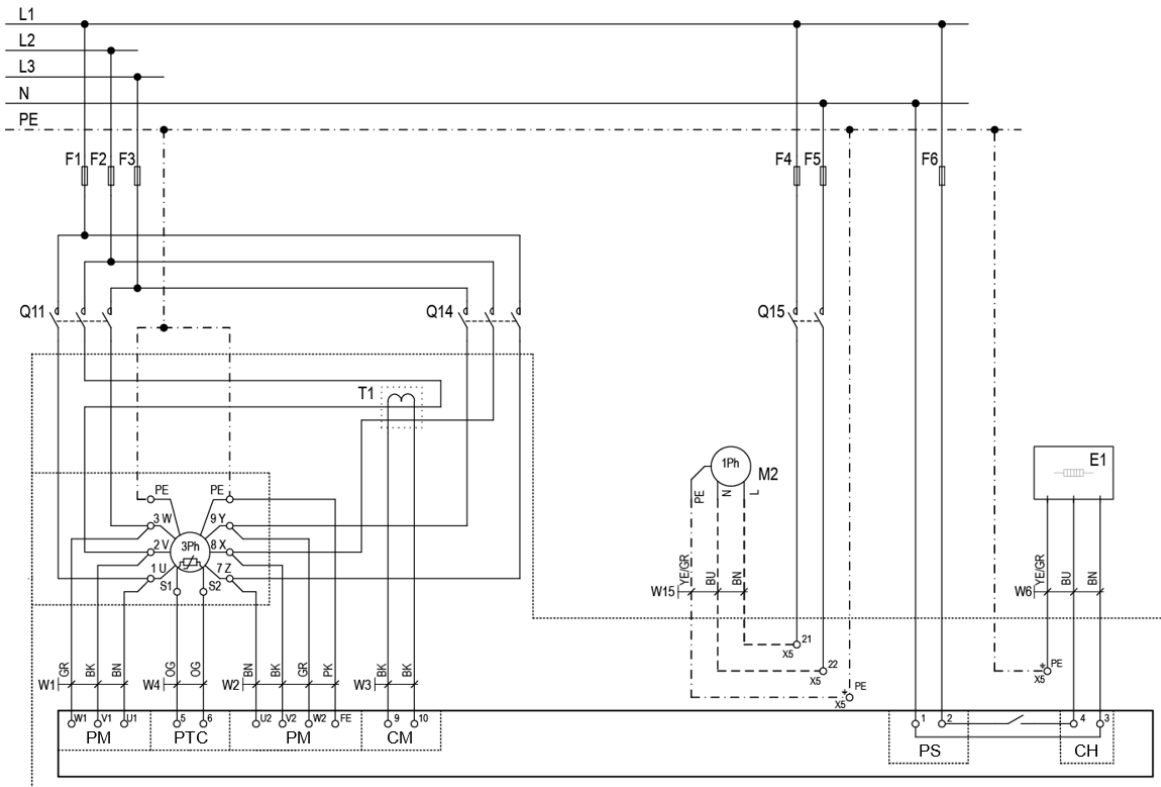 L1
L2
L3
N
PE
F1 F2 F3 F4 F5 F6
Q11 Q14 Q15
T1
1Ph M2 E1
PE PE
3 W 9 Y
2 V 3Ph 8 X
1 U 7 Z
S1 S2
PE N L
YE/GR BU BN
W15
YE/GR BU BN
W6
X5 21
X5 22
X5 PE
X5 PE
W1 GR BK BN
W4 OG OG
W2 BN BK GR PK
W3 BK BK
W1 V1 U1 5 6 U2 V2 W2 FE 9 10 1 2 4 3
PM PTC PM CM PS CH